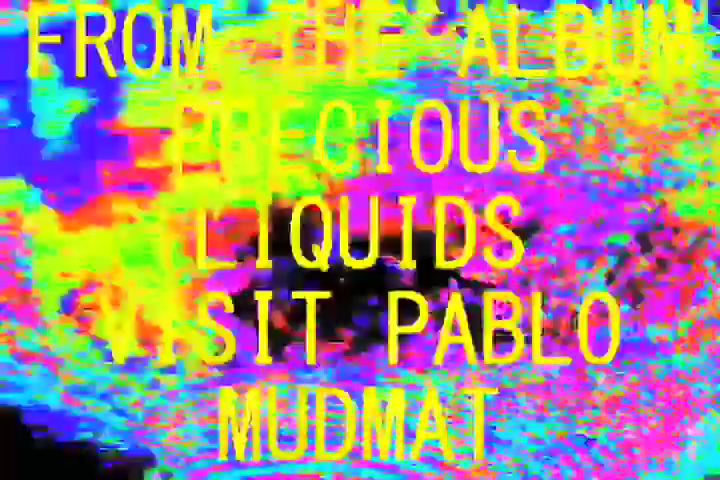 FROM THE ALBUM
PRECIOUS
LIQUIDS
VISIT PABLO
MUDMAT